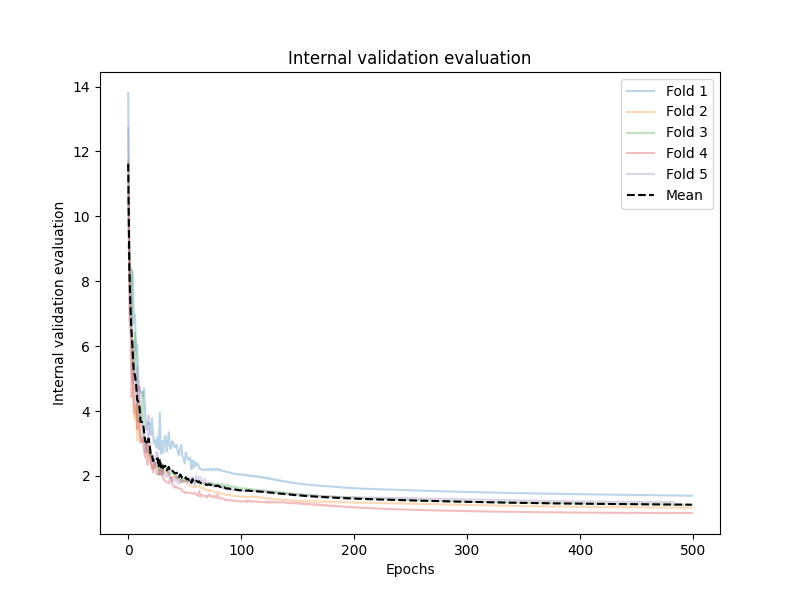 Internal validation evaluation
Internal validation evaluation
14
12
10
8
6
4
2
0
100
200
300
400
500
Epochs
Fold 1
Fold 2
Fold 3
Fold 4
Fold 5
Mean